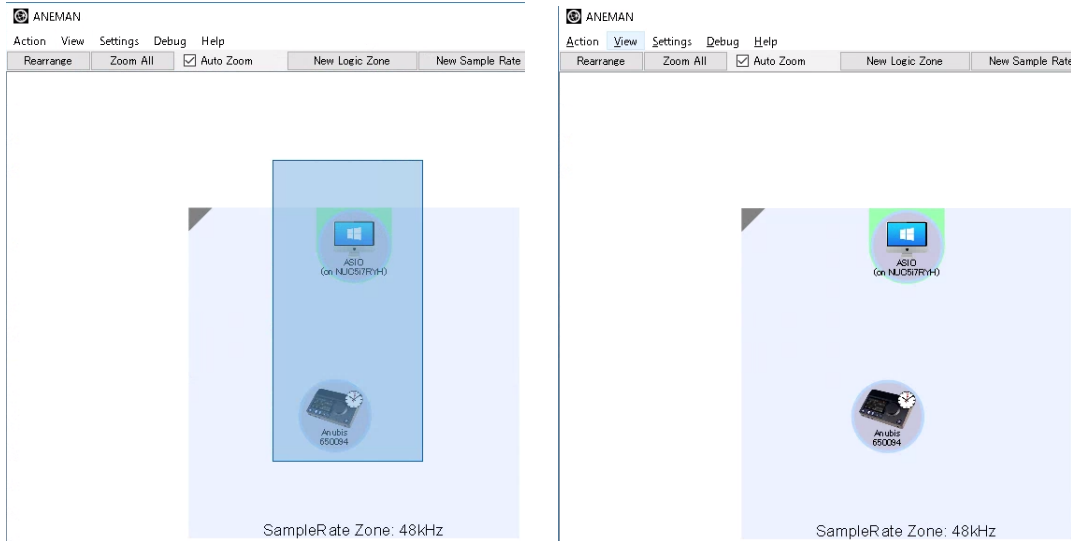 ANEMAN
Action View Settings Debug Help
Rearrange Zoom All Auto Zoom New Logic Zone New Sample Rate
ASIO
(on NUC5i7RYH)
Anubis
650094
SampleRate Zone: 48kHz
ANEMAN
Action View Settings Debug Help
Rearrange Zoom All Auto Zoom New Logic Zone New Sample Rate
ASIO
(on NUC5i7RYH)
Anubis
650094
SampleRate Zone: 48kHz